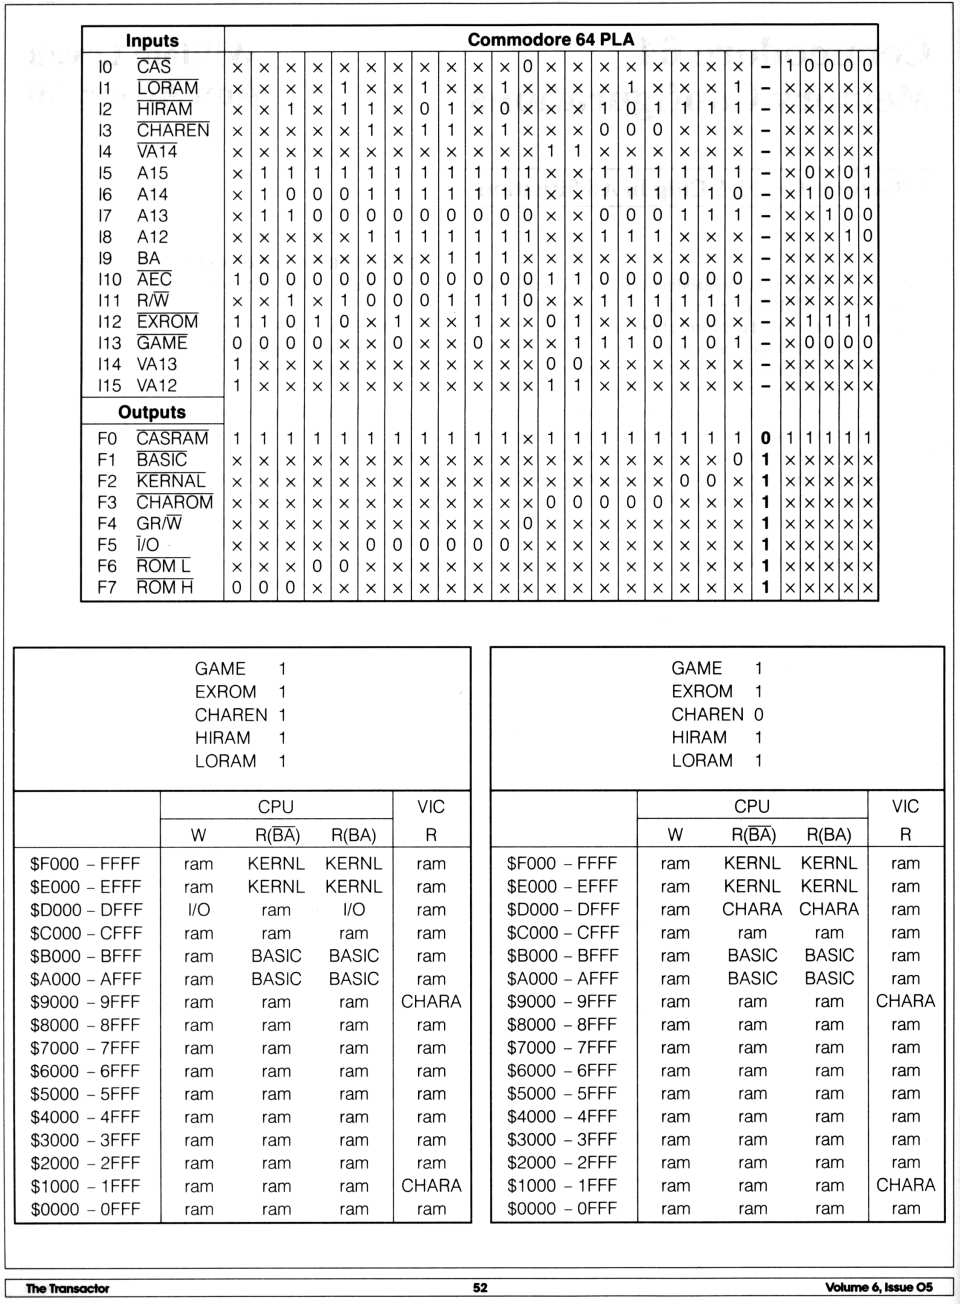 Inputs Commodore 64 PLA
I0 CAS × × × × × × × × × × × 0 × × × × × × × × – 1 0 0 0 0
I1 LORAM × × × × 1 × × 1 × × 1 × × × × 1 × × × 1 – × × × × ×
I2 HIRAM × × 1 × 1 1 × 0 1 × 0 × × × 1 0 1 1 1 1 – × × × × ×
I3 CHAREN × × × × × 1 × 1 1 × 1 × × × 0 0 0 × × × – × × × × ×
I4 VA14 × × × × × × × × × × × × 1 1 × × × × × × – × × × × ×
I5 A15 × 1 1 1 1 1 1 1 1 1 1 × × × 1 1 1 1 1 1 – × 0 × 0 1
I6 A14 × 1 0 0 0 1 1 1 1 1 1 × × × 1 1 1 1 1 0 – × 1 0 0 1
I7 A13 × 1 1 0 0 0 0 0 0 0 0 × × × 0 0 0 1 1 1 – × × 1 0 0
I8 A12 × × × × × 1 1 1 1 1 1 × × × 1 1 1 × × × – × × × 1 0
I9 BA × × × × × × × × 1 1 1 × × × × × × × × × – × × × × ×
I10 AEC 1 0 0 0 0 0 0 0 0 0 0 0 1 1 0 0 0 0 0 0 – × × × × ×
I11 R/W × × 1 × 1 0 0 0 1 1 1 0 × × 1 1 1 1 1 1 – × × × × ×
I12 EXROM 1 1 0 1 0 × 1 × × 1 × × 0 1 × × 0 × 0 × – × 1 1 1 1
I13 GAME 0 0 0 0 × × 0 × × 0 × × × 1 1 1 0 1 0 1 – × 0 0 0 0
I14 VA13 1 × × × × × × × × × × × 0 0 × × × × × × – × × × × ×
I15 VA12 1 × × × × × × × × × × × 1 1 × × × × × × – × × × × ×
Outputs
F0 CASRAM 1 1 1 1 1 1 1 1 1 1 1 × 1 1 1 1 1 1 1 1 0 1 1 1 1 1
F1 BASIC × × × × × × × × × × × × × × × × × × × 0 1 × × × × ×
F2 KERNAL × × × × × × × × × × × × × × × × × 0 0 × 1 × × × × ×
F3 CHAROM × × × × × × × × × × × × 0 0 0 0 0 × × × 1 × × × × ×
F4 GR/W × × × × × × × × × × × 0 × × × × × × × × 1 × × × × ×
F5 I/O × × × × × 0 0 0 0 0 0 × × × × × × × × × 1 × × × × ×
F6 ROM L × × × 0 0 × × × × × × × × × × × × × × × 1 × × × × ×
F7 ROM H 0 0 0 × × × × × × × × × × × × × × × × × 1 × × × × ×
GAME 1
EXROM 1
CHAREN 1
HIRAM 1
LORAM 1
CPU VIC
W R(BA) R(BA) R
$F000 – FFFF ram KERNL KERNL ram
$E000 – EFFF ram KERNL KERNL ram
$D000 – DFFF I/O ram I/O ram
$C000 – CFFF ram ram ram ram
$B000 – BFFF ram BASIC BASIC ram
$A000 – AFFF ram BASIC BASIC ram
$9000 – 9FFF ram ram ram CHARA
$8000 – 8FFF ram ram ram ram
$7000 – 7FFF ram ram ram ram
$6000 – 6FFF ram ram ram ram
$5000 – 5FFF ram ram ram ram
$4000 – 4FFF ram ram ram ram
$3000 – 3FFF ram ram ram ram
$2000 – 2FFF ram ram ram ram
$1000 – 1FFF ram ram ram CHARA
$0000 – 0FFF ram ram ram ram
GAME 1
EXROM 1
CHAREN 0
HIRAM 1
LORAM 1
CPU VIC
W R(BA) R(BA) R
$F000 – FFFF ram KERNL KERNL ram
$E000 – EFFF ram KERNL KERNL ram
$D000 – DFFF ram CHARA CHARA ram
$C000 – CFFF ram ram ram ram
$B000 – BFFF ram BASIC BASIC ram
$A000 – AFFF ram BASIC BASIC ram
$9000 – 9FFF ram ram ram CHARA
$8000 – 8FFF ram ram ram ram
$7000 – 7FFF ram ram ram ram
$6000 – 6FFF ram ram ram ram
$5000 – 5FFF ram ram ram ram
$4000 – 4FFF ram ram ram ram
$3000 – 3FFF ram ram ram ram
$2000 – 2FFF ram ram ram ram
$1000 – 1FFF ram ram ram CHARA
$0000 – 0FFF ram ram ram ram
The Transactor 52 Volume 6, Issue 05